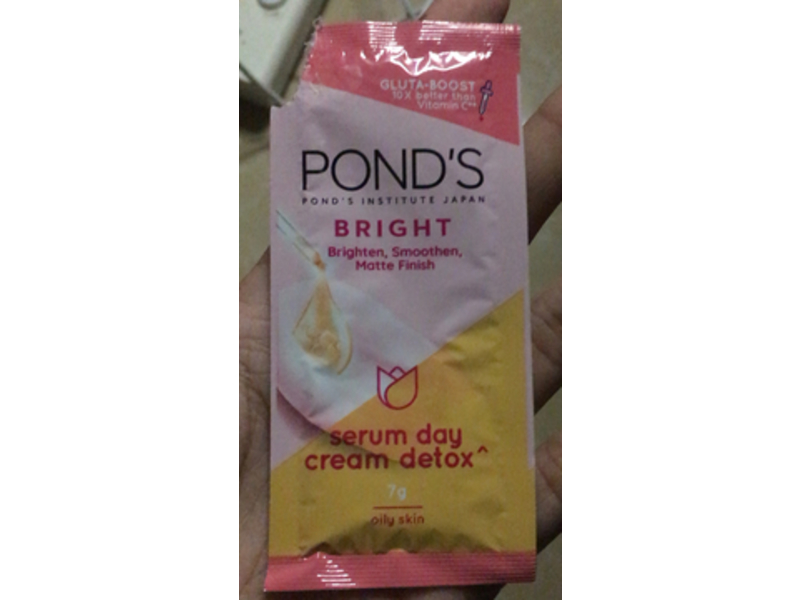 GLUTA-BOOST
10X better than
Vitamin C**
POND'S
POND'S INSTITUTE JAPAN
BRIGHT
Brighten, Smoothen,
Matte Finish
serum day
cream detox^
7g
oily skin